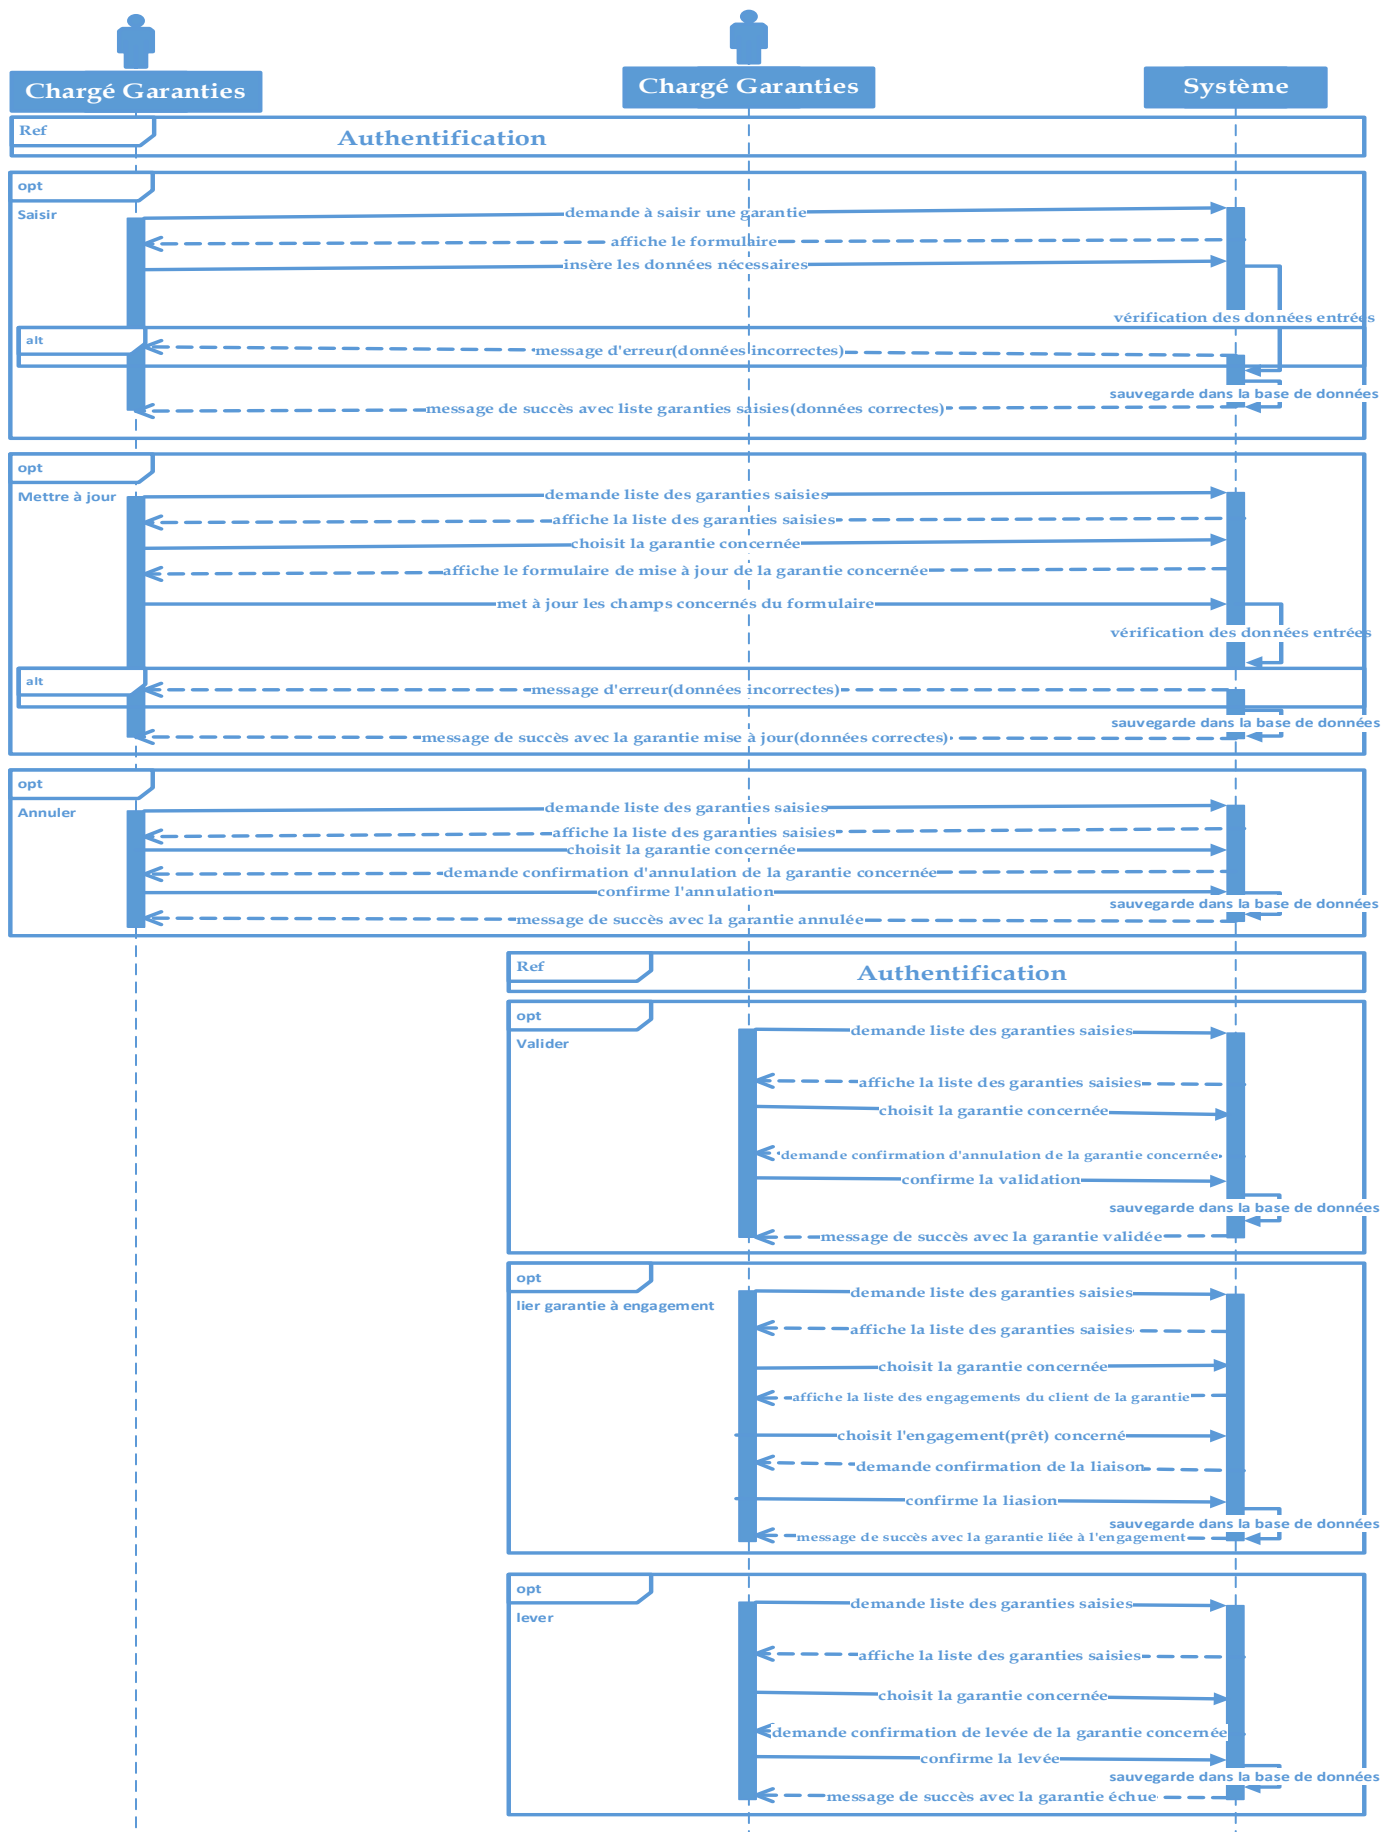 Chargé Garanties
Chargé Garanties
Système
Ref
Authentification
opt
Saisir
demande à saisir une garantie
affiche le formulaire
insère les données nécessaires
vérification des données entrées
alt
message d'erreur(données incorrectes)
sauvegarde dans la base de données
message de succès avec liste garanties saisies(données correctes)
opt
Mettre à jour
demande liste des garanties saisies
affiche la liste des garanties saisies
choisit la garantie concernée
affiche le formulaire de mise à jour de la garantie concernée
met à jour les champs concernés du formulaire
vérification des données entrées
alt
message d'erreur(données incorrectes)
sauvegarde dans la base de données
message de succès avec la garantie mise à jour(données correctes)
opt
Annuler
demande liste des garanties saisies
affiche la liste des garanties saisies
choisit la garantie concernée
demande confirmation d'annulation de la garantie concernée
confirme l'annulation
sauvegarde dans la base de données
message de succès avec la garantie annulée
Ref
Authentification
opt
Valider
demande liste des garanties saisies
affiche la liste des garanties saisies
choisit la garantie concernée
demande confirmation d'annulation de la garantie concernée
confirme la validation
sauvegarde dans la base de données
message de succès avec la garantie validée
opt
lier garantie à engagement
demande liste des garanties saisies
affiche la liste des garanties saisies
choisit la garantie concernée
affiche la liste des engagements du client de la garantie
choisit l'engagement(prêt) concerné
demande confirmation de la liaison
confirme la liasion
sauvegarde dans la base de données
message de succès avec la garantie liée à l'engagement
opt
lever
demande liste des garanties saisies
affiche la liste des garanties saisies
choisit la garantie concernée
demande confirmation de levée de la garantie concernée
confirme la levée
sauvegarde dans la base de données
message de succès avec la garantie échue